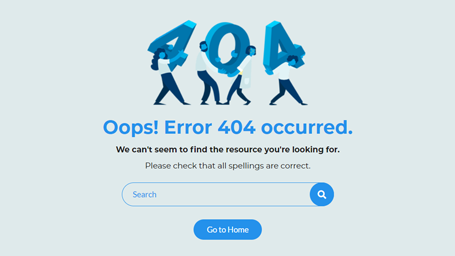 404
Oops! Error 404 occurred.
We can't seem to find the resource you're looking for.
Please check that all spellings are correct.
Search
Go to Home